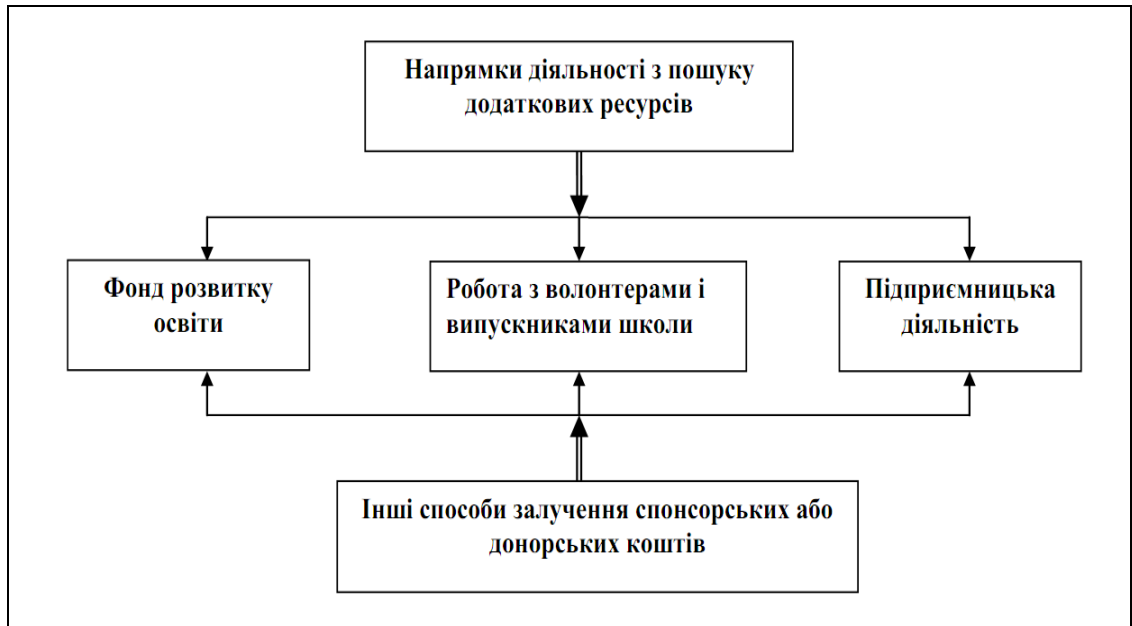 Напрямки діяльності з пошуку
додаткових ресурсів
Фонд розвитку
освіти
Робота з волонтерами і
випускниками школи
Підприємницька
діяльність
Інші способи залучення спонсорських або
донорських коштів